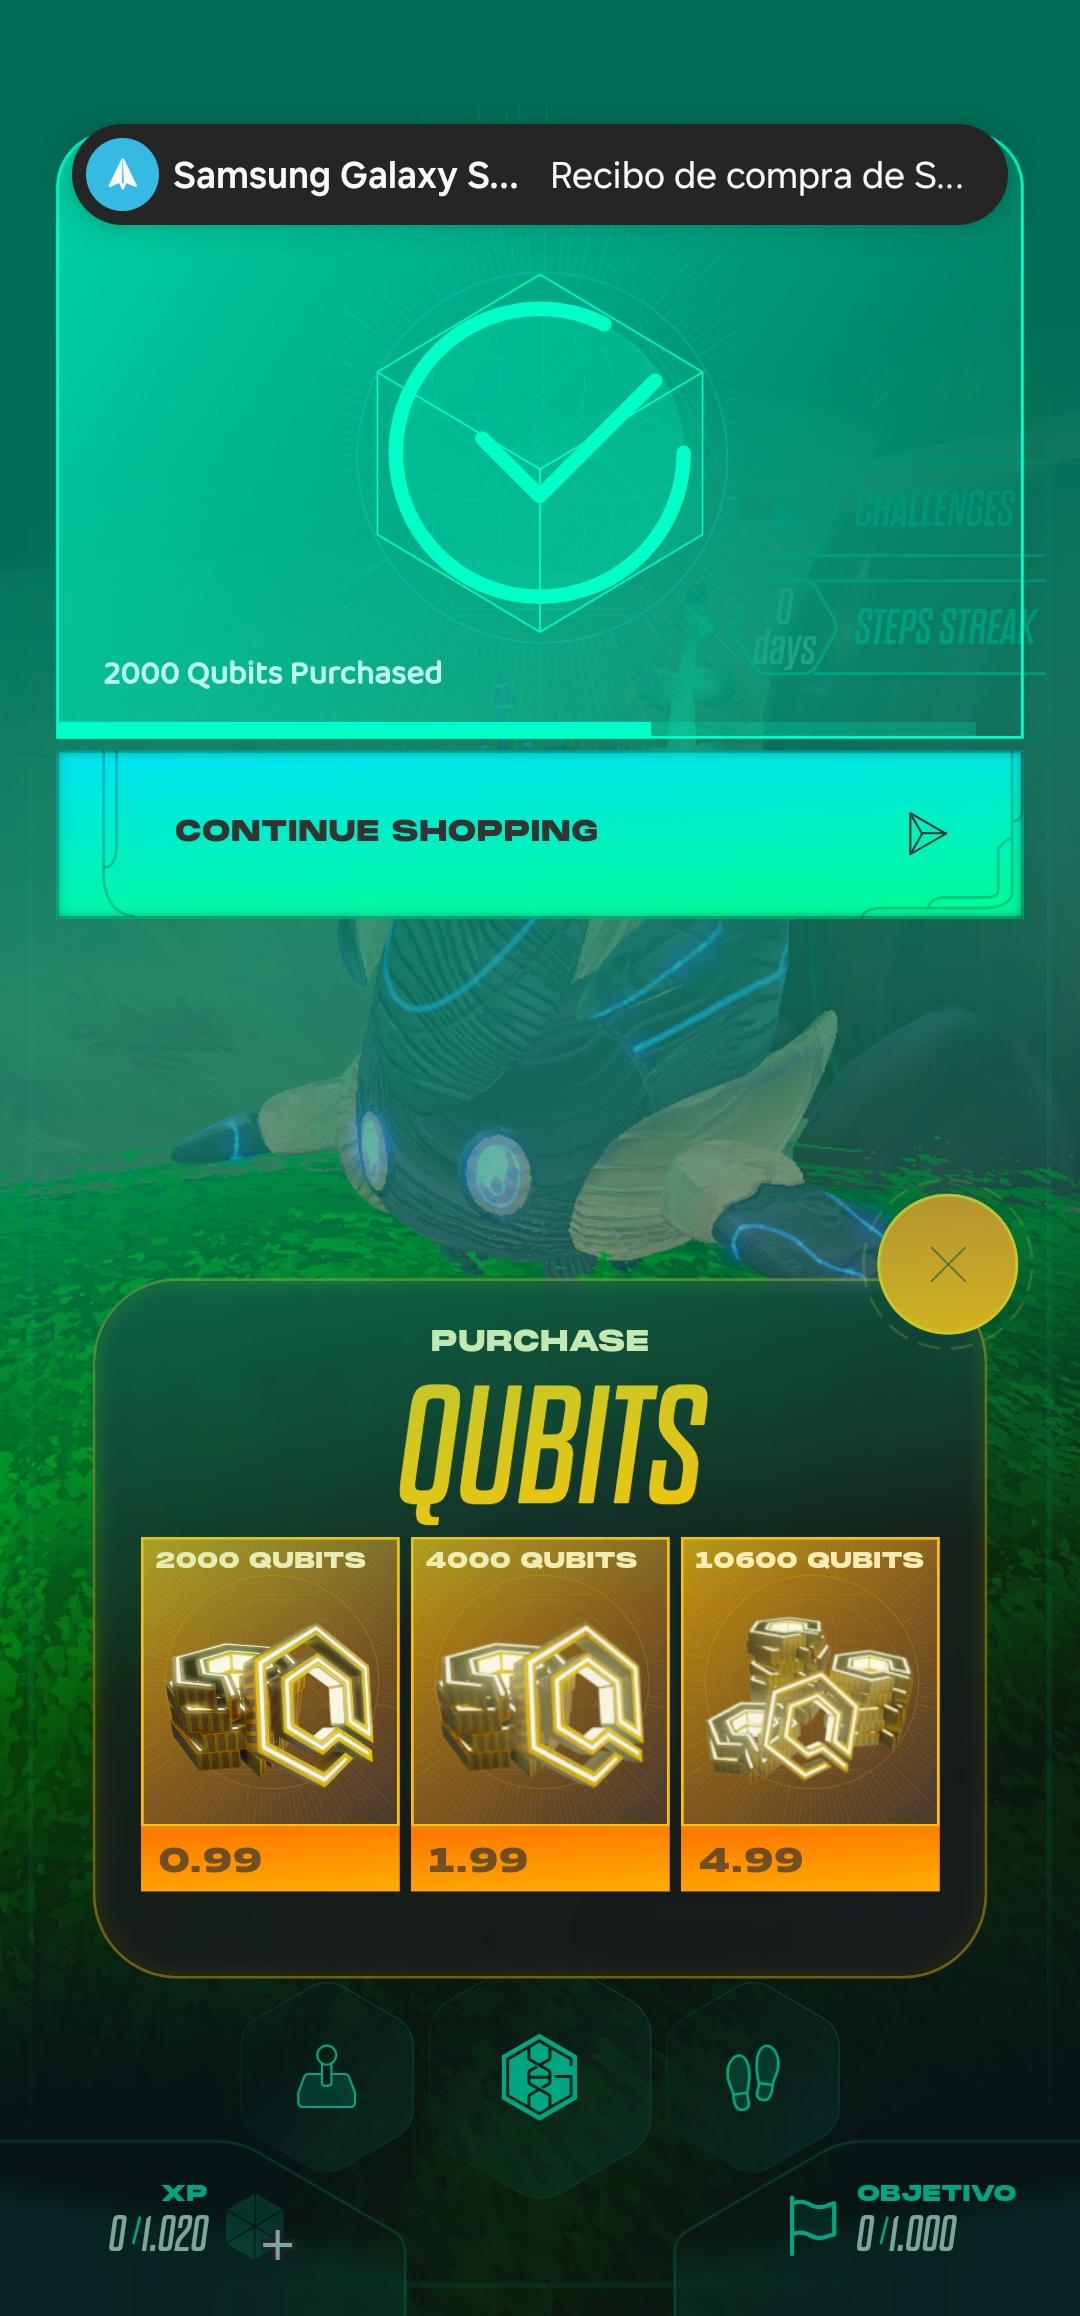 Samsung Galaxy S... Recibo de compra de S...
4M
CHALLENGES
0
days
STEPS STREAK
2000 Qubits Purchased
CONTINUE SHOPPING
PURCHASE
QUBITS
2000 QUBITS
4000 QUBITS
10600 QUBITS
0.99
1.99
4.99
XP
0/1.020
OBJETIVO
0/1.000